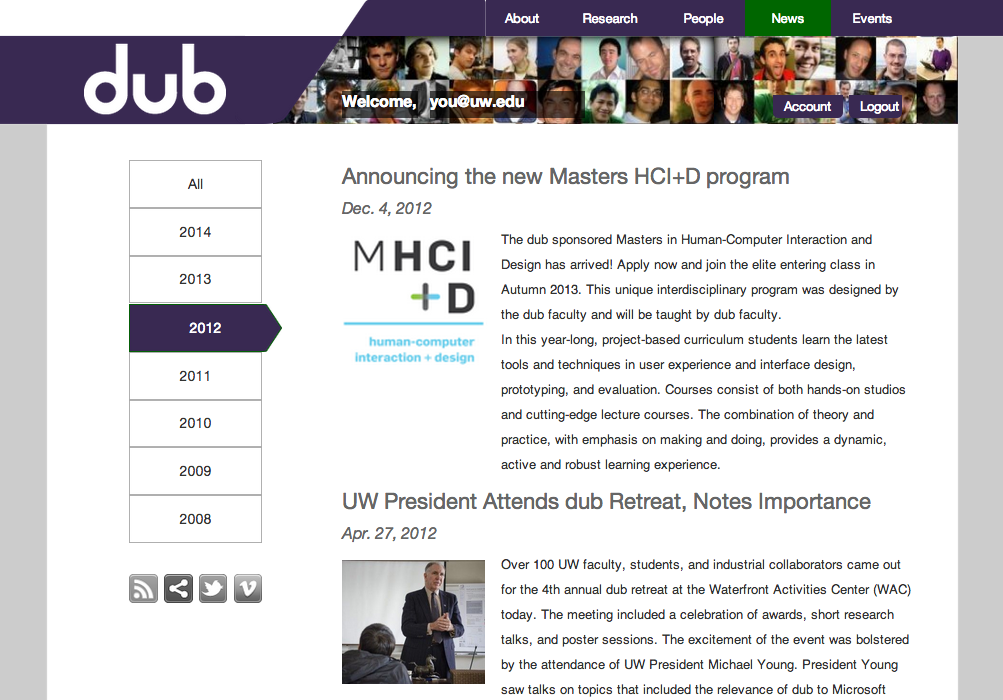 About Research People News Events
dub
Welcome, you@uw.edu
Account Logout
All
2014
2013
2012
2011
2010
2009
2008
Announcing the new Masters HCI+D program
Dec. 4, 2012
M HCI
+D
human-computer
interaction + design
The dub sponsored Masters in Human-Computer Interaction and
Design has arrived! Apply now and join the elite entering class in
Autumn 2013. This unique interdisciplinary program was designed by
the dub faculty and will be taught by dub faculty.
In this year-long, project-based curriculum students learn the latest
tools and techniques in user experience and interface design,
prototyping, and evaluation. Courses consist of both hands-on studios
and cutting-edge lecture courses. The combination of theory and
practice, with emphasis on making and doing, provides a dynamic,
active and robust learning experience.
UW President Attends dub Retreat, Notes Importance
Apr. 27, 2012
Over 100 UW faculty, students, and industrial collaborators came out
for the 4th annual dub retreat at the Waterfront Activities Center (WAC)
today. The meeting included a celebration of awards, short research
talks, and poster sessions. The excitement of the event was bolstered
by the attendance of UW President Michael Young. President Young
saw talks on topics that included the relevance of dub to Microsoft